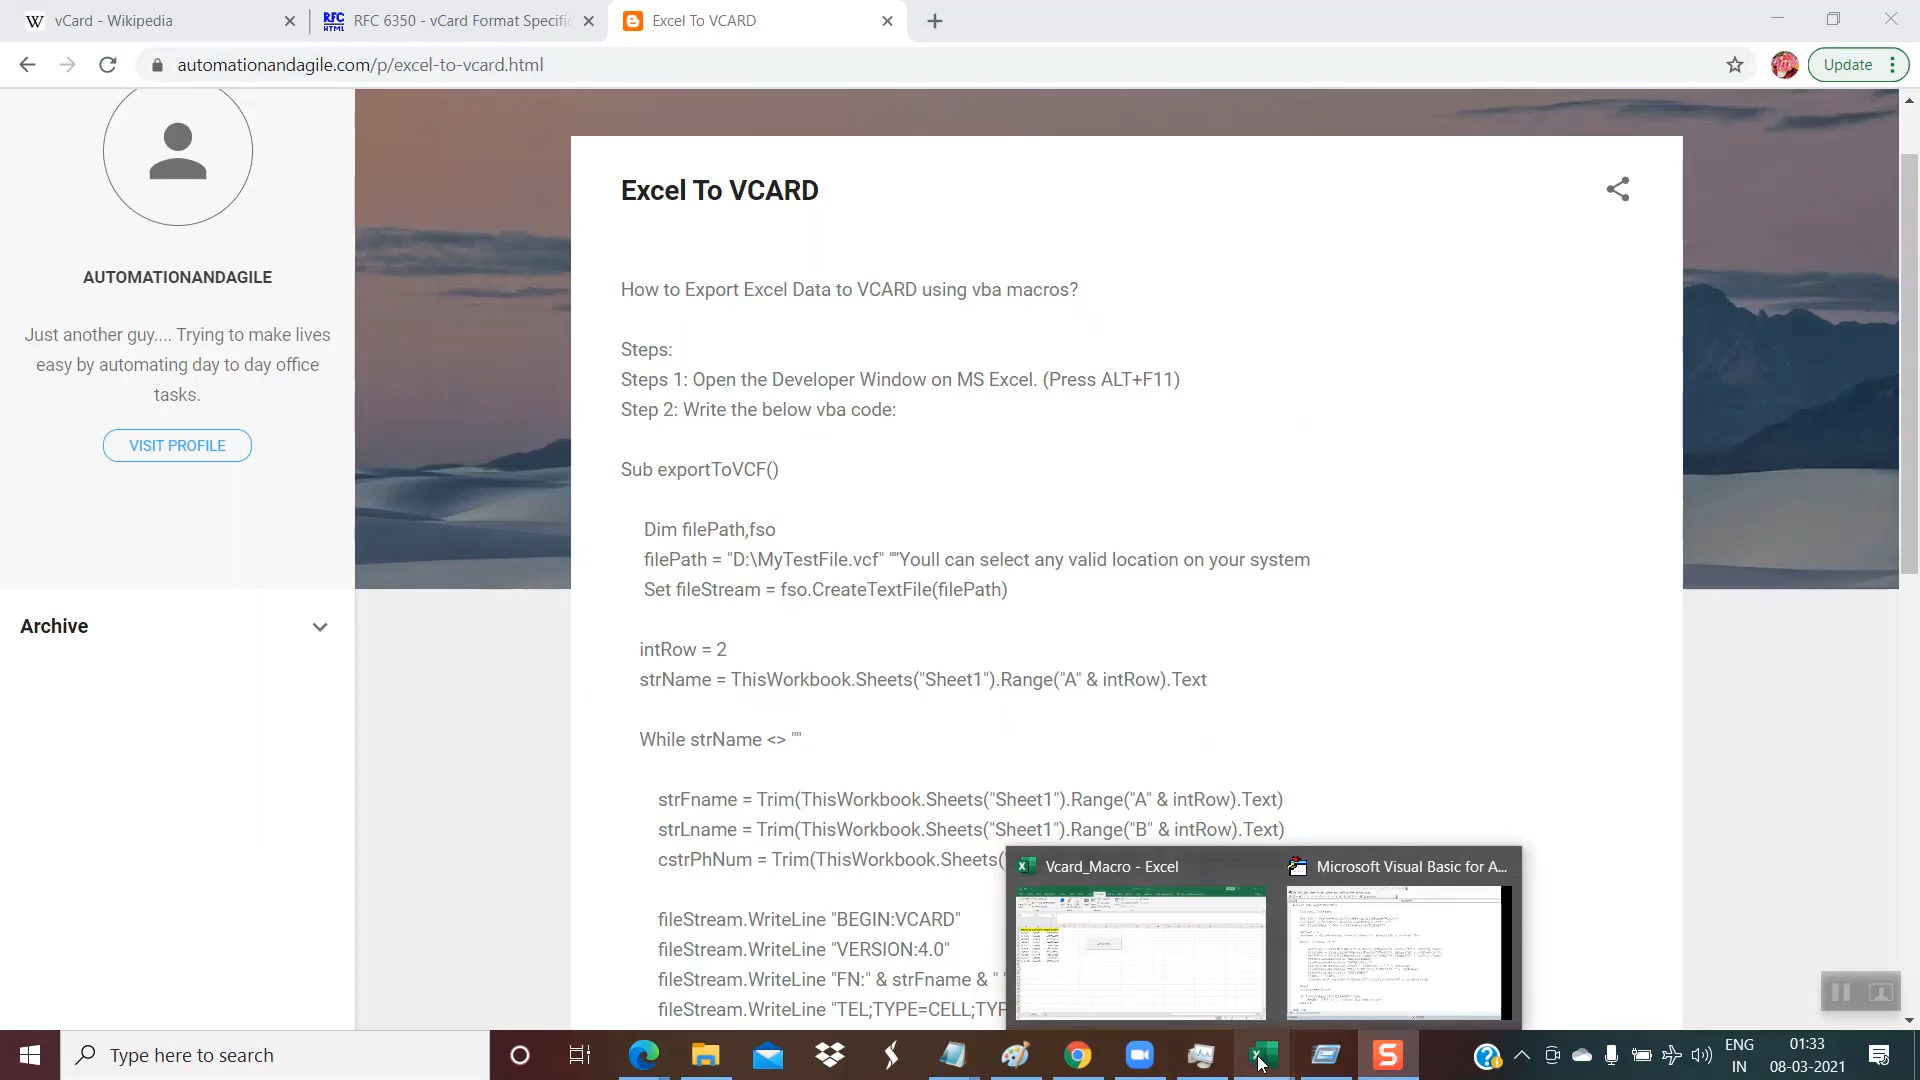 vCard - Wikipedia
RFC HTML
RFC 6350 - vCard Format Specific
Excel To VCARD
automationandagile.com/p/excel-to-vcard.html
Update
AUTOMATIONANDAGILE
Just another guy.... Trying to make lives
easy by automating day to day office
tasks.
VISIT PROFILE
Archive
Excel To VCARD
How to Export Excel Data to VCARD using vba macros?
Steps:
Steps 1: Open the Developer Window on MS Excel. (Press ALT+F11)
Step 2: Write the below vba code:
Sub exportToVCF()
Dim filePath,fso
filePath = "D:\MyTestFile.vcf" ""Youll can select any valid location on your system
Set fileStream = fso.CreateTextFile(filePath)
intRow = 2
strName = ThisWorkbook.Sheets("Sheet1").Range("A" & intRow).Text
While strName <> ""
strFname = Trim(ThisWorkbook.Sheets("Sheet1").Range("A" & intRow).Text)
strLname = Trim(ThisWorkbook.Sheets("Sheet1").Range("B" & intRow).Text)
cstrPhNum = Trim(ThisWorkbook.Sheets(
fileStream.WriteLine "BEGIN:VCARD"
fileStream.WriteLine "VERSION:4.0"
fileStream.WriteLine "FN:" & strFname & " "
fileStream.WriteLine "TEL;TYPE=CELL;TYP
Vcard_Macro - Excel
Microsoft Visual Basic for A...
Type here to search
ENG
IN
01:33
08-03-2021